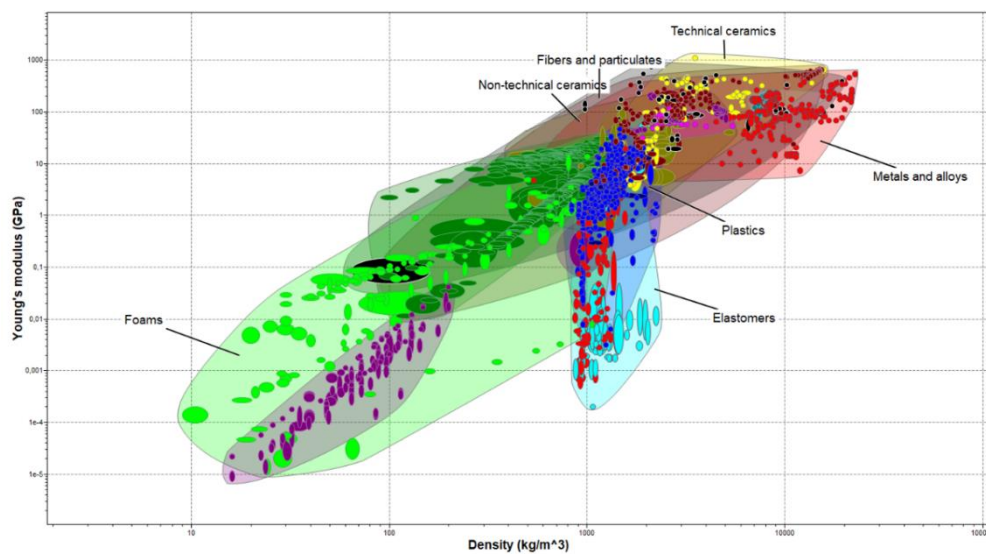 Technical ceramics
Fibers and particulates
Non-technical ceramics
Metals and alloys
Plastics
Elastomers
Foams
Young's modulus (GPa)
1000
100
10
1
0,1
0,01
0,001
1e-4
1e-5
10
100
1000
10000
Density (kg/m^3)